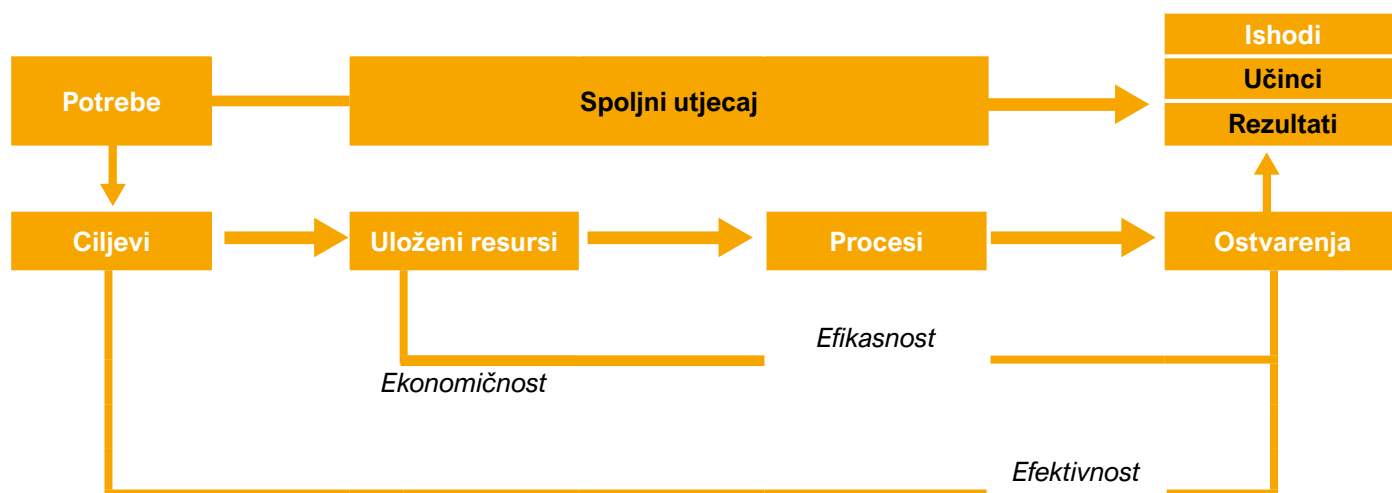 Ishodi
Potrebe
Spoljni utjecaj
Učinci
Rezultati
Ciljevi
Uloženi resursi
Procesi
Ostvarenja
Efikasnost
Ekonomičnost
Efektivnost